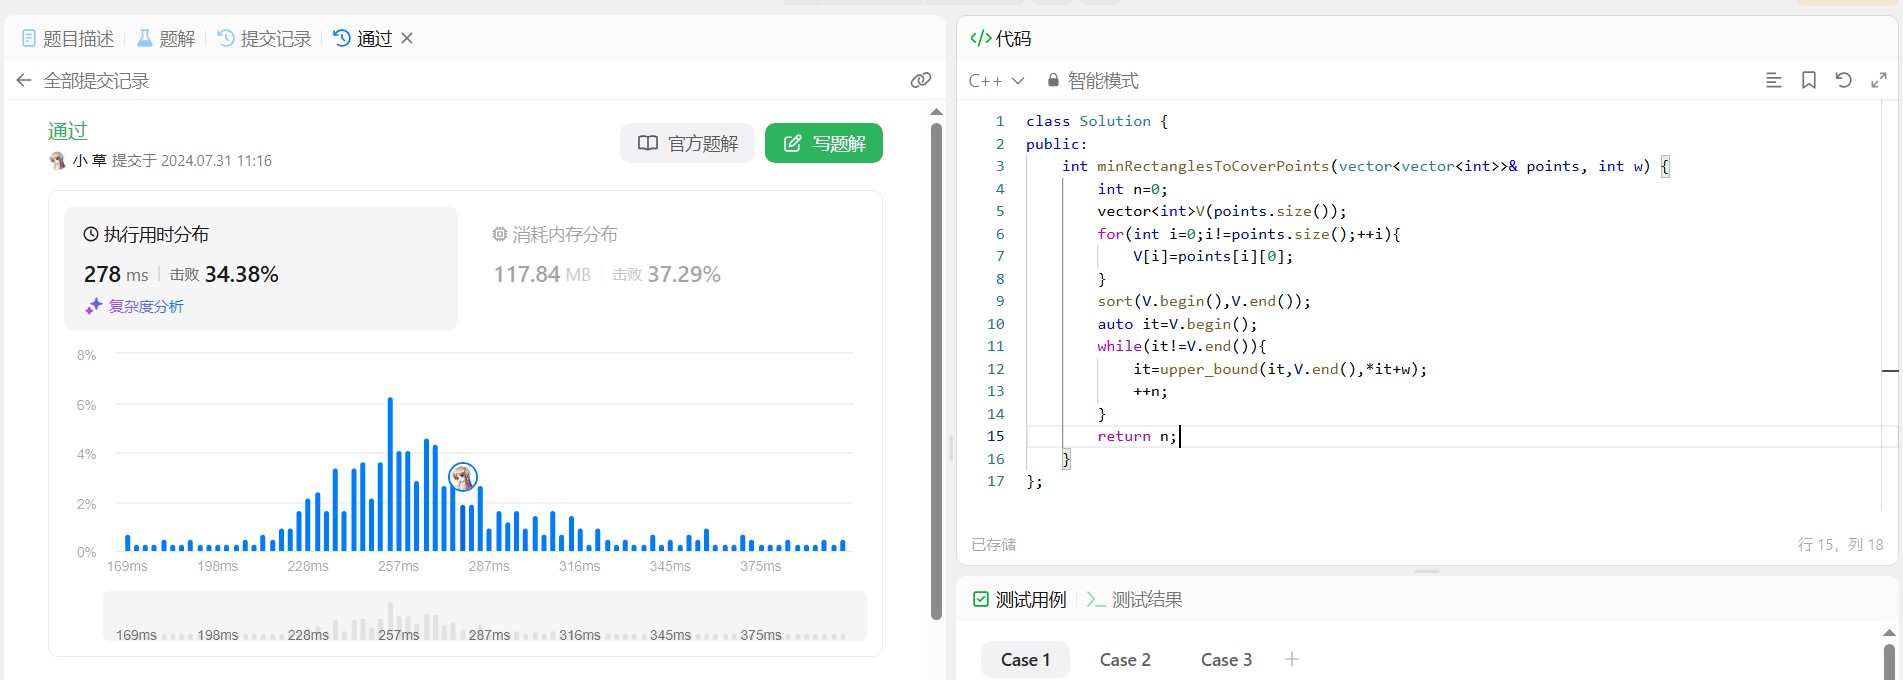 题目描述 题解 提交记录 通过
全部提交记录
通过
小 草 提交于 2024.07.31 11:16
官方题解 写题解
执行用时分布
278 ms 击败 34.38%
复杂度分析
消耗内存分布
117.84 MB 击败 37.29%
8%
6%
4%
2%
0%
169ms 198ms 228ms 257ms 287ms 316ms 345ms 375ms
169ms 198ms 228ms 257ms 287ms 316ms 345ms 375ms
</> 代码
C++ 智能模式
1 class Solution {
2 public:
3 int minRectanglesToCoverPoints(vector<vector<int>>& points, int w) {
4 int n=0;
5 vector<int>V(points.size());
6 for(int i=0;i!=points.size();++i){
7 V[i]=points[i][0];
8 }
9 sort(V.begin(),V.end());
10 auto it=V.begin();
11 while(it!=V.end()){
12 it=upper_bound(it,V.end(),*it+w);
13 ++n;
14 }
15 return n;
16 }
17 };
已存储 行 15, 列 18
测试用例 >_ 测试结果
Case 1 Case 2 Case 3 +